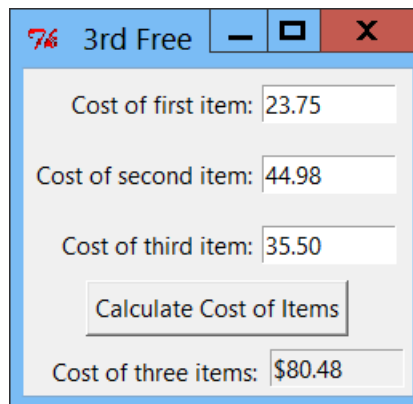 3rd Free
Cost of first item: 23.75
Cost of second item: 44.98
Cost of third item: 35.50
Calculate Cost of Items
Cost of three items: $80.48